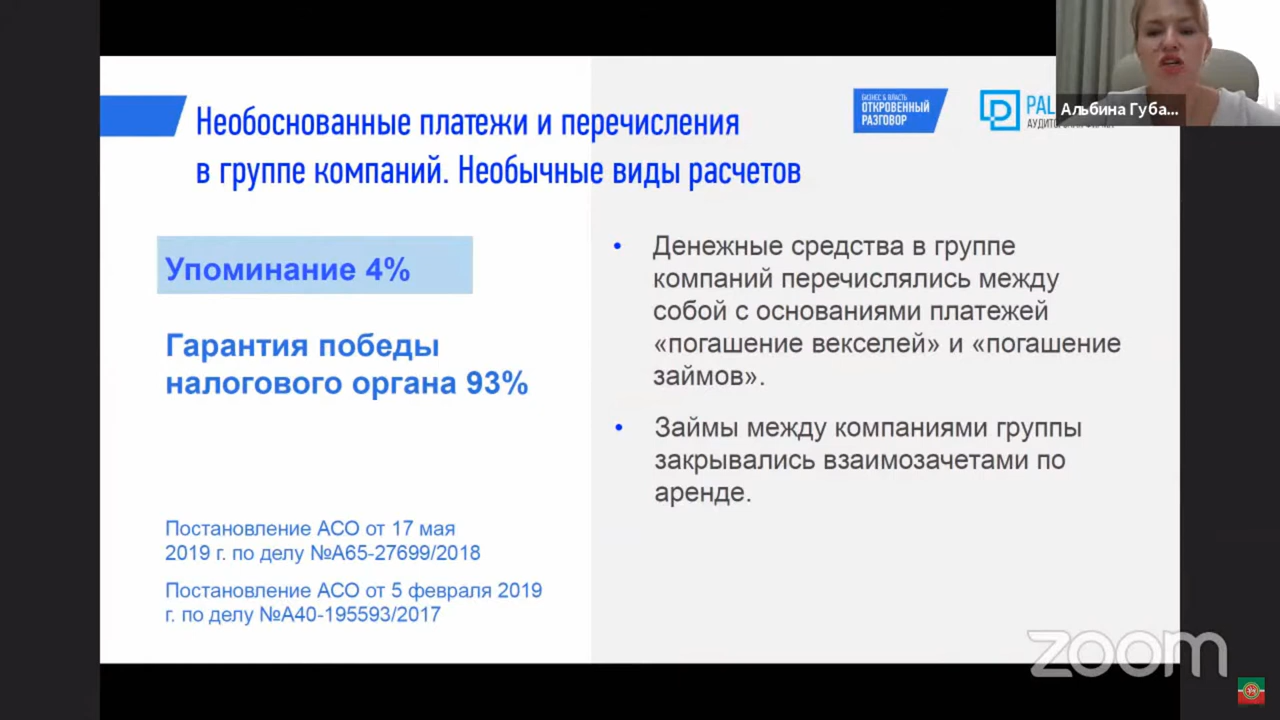 Необоснованные платежи и перечисления
в группе компаний. Необычные виды расчетов
БИЗНЕС & ВЛАСТЬ
ОТКРОВЕННЫЙ
РАЗГОВОР
PAL
Альбина Губа...
Упоминание 4%
Гарантия победы
налогового органа 93%
Постановление АСО от 17 мая
2019 г. по делу №А65-27699/2018
Постановление АСО от 5 февраля 2019
г. по делу №А40-195593/2017
• Денежные средства в группе
компаний перечислялись между
собой с основаниями платежей
«погашение векселей» и «погашение
займов».
• Займы между компаниями группы
закрывались взаимозачетами по
аренде.
zoom